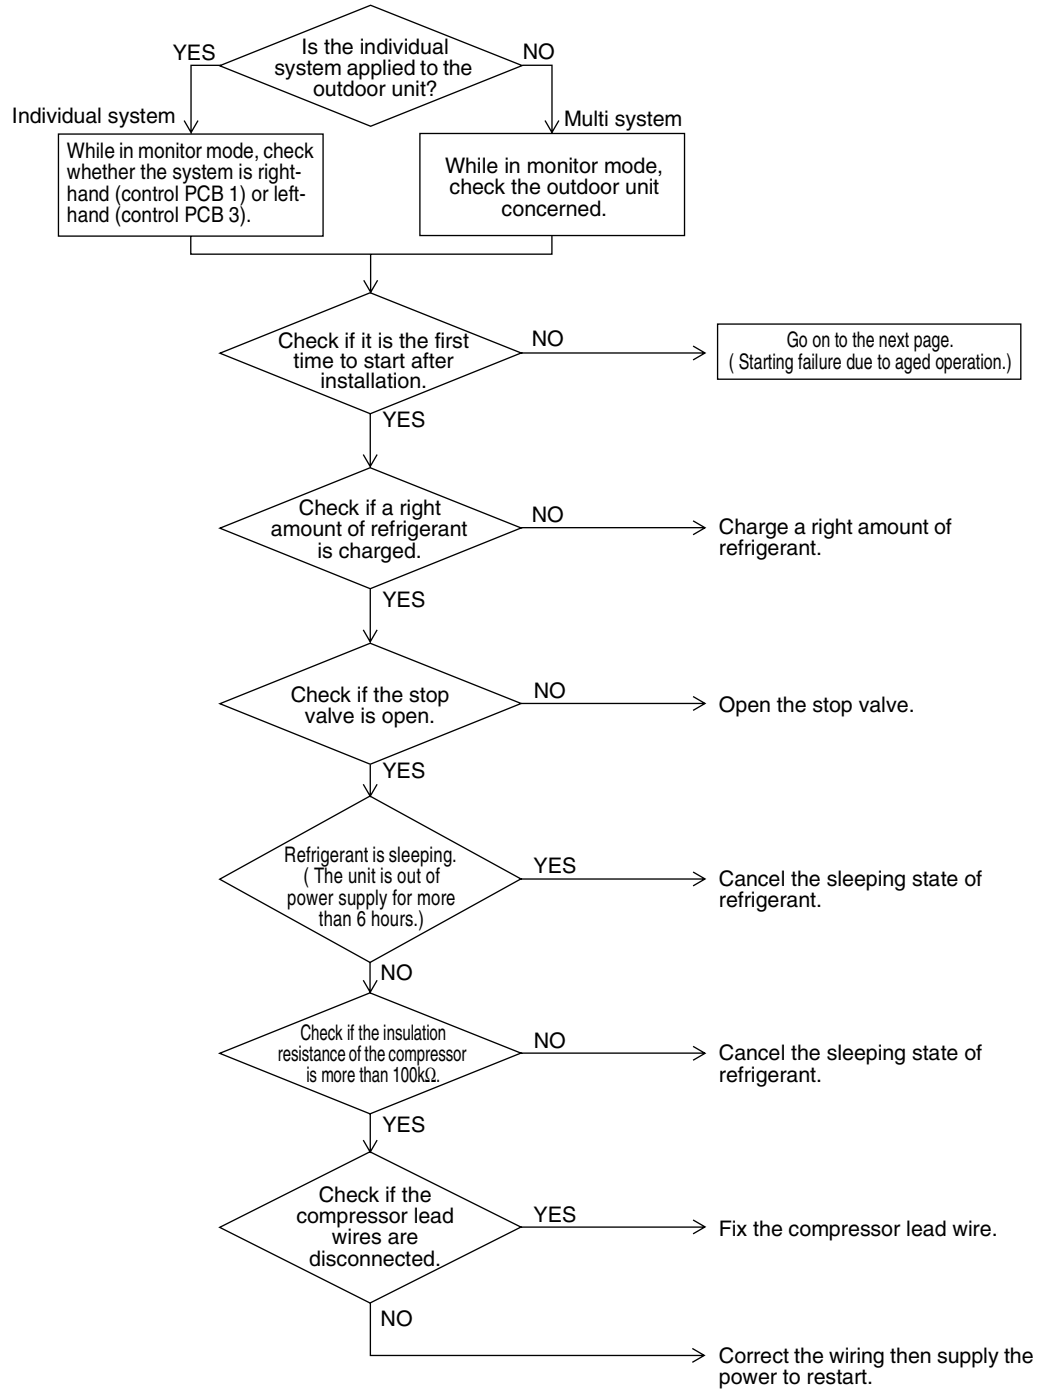 YES
Is the individual
system applied to the
outdoor unit?
NO
Individual system
Multi system
While in monitor mode, check
whether the system is right-
hand (control PCB 1) or left-
hand (control PCB 3).
While in monitor mode,
check the outdoor unit
concerned.
Check if it is the first
time to start after
installation.
NO
Go on to the next page.
( Starting failure due to aged operation.)
YES
Check if a right
amount of refrigerant
is charged.
NO
Charge a right amount of
refrigerant.
YES
Check if the stop
valve is open.
NO
Open the stop valve.
YES
Refrigerant is sleeping.
( The unit is out of
power supply for more
than 6 hours.)
YES
Cancel the sleeping state of
refrigerant.
NO
Check if the insulation
resistance of the compressor
is more than 100kΩ.
NO
Cancel the sleeping state of
refrigerant.
YES
Check if the
compressor lead
wires are
disconnected.
YES
Fix the compressor lead wire.
NO
Correct the wiring then supply the
power to restart.